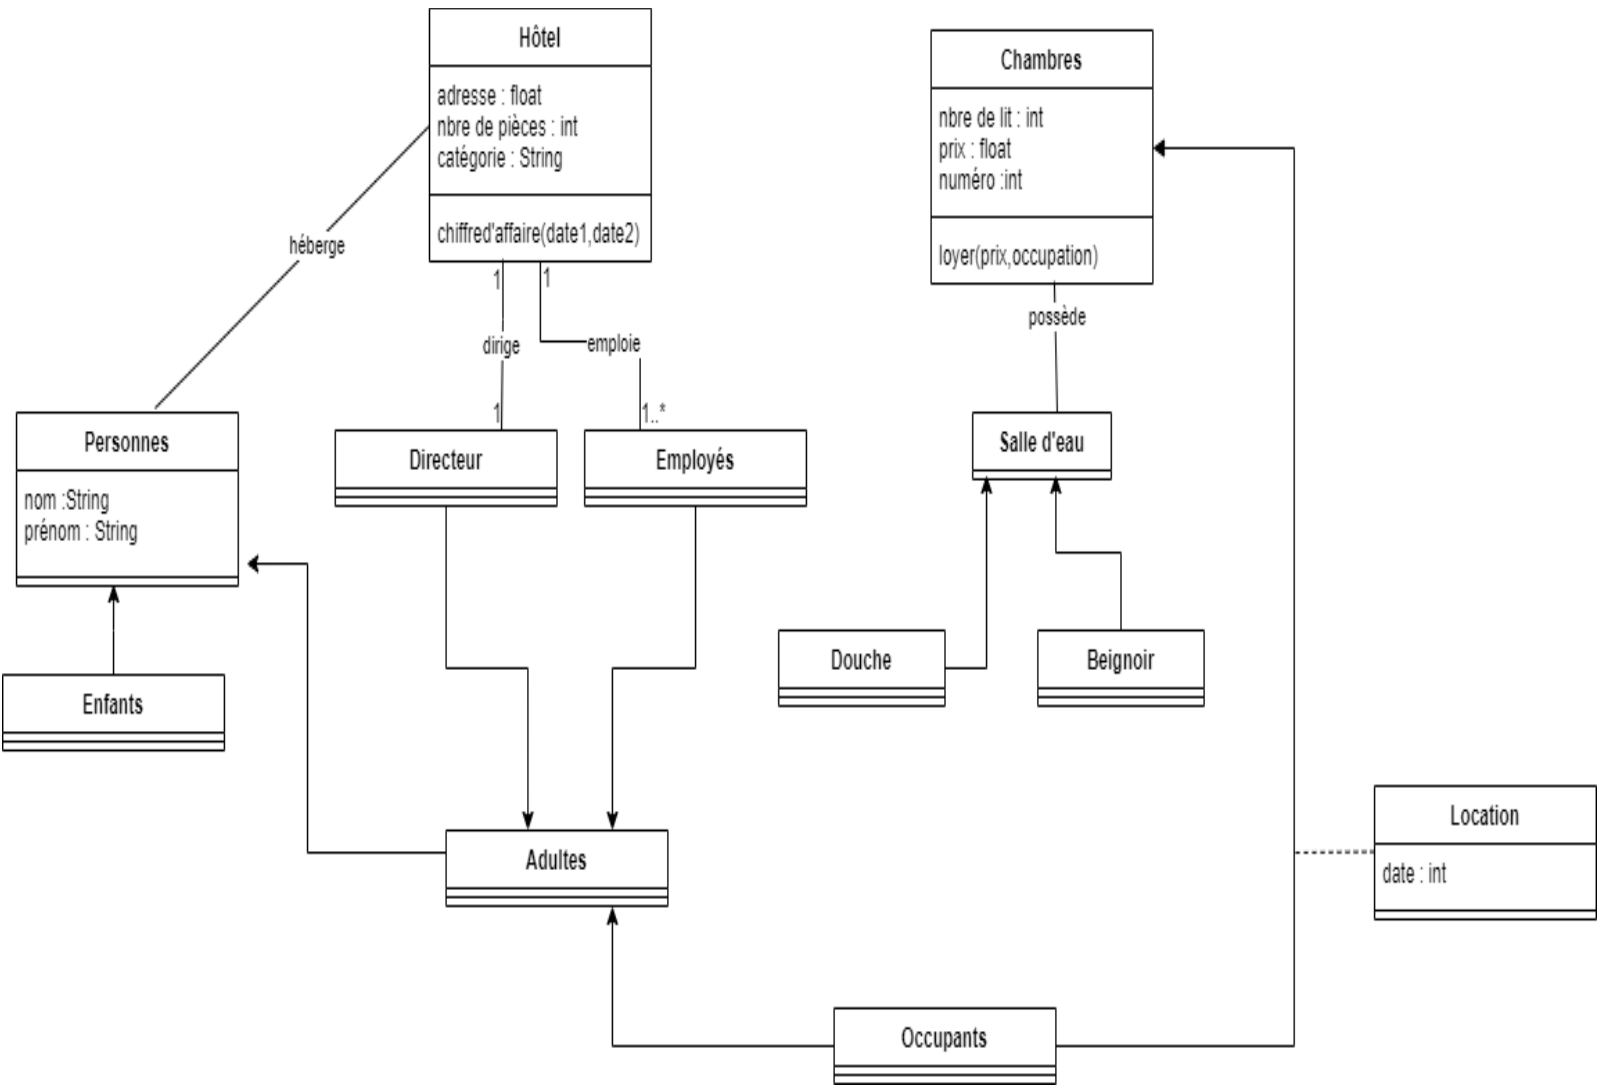 Hôtel
adresse : float
nbre de pièces : int
catégorie : String
chiffred'affaire(date1,date2)
Chambres
nbre de lit : int
prix : float
numéro :int
loyer(prix,occupation)
héberge
1
1
dirige
emploie
possède
1
1..*
Personnes
nom :String
prénom : String
Directeur
Employés
Salle d'eau
Enfants
Douche
Beignoir
Adultes
Location
date : int
Occupants